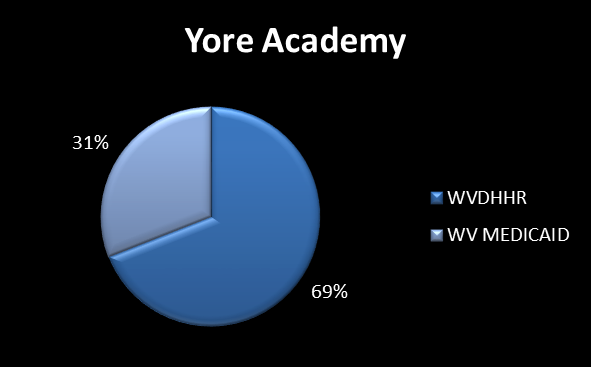 Yore Academy
31%
WVDHHR
WV MEDICAID
69%